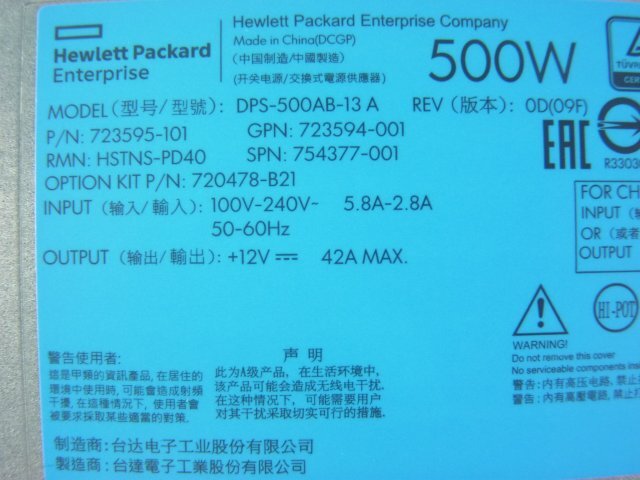 Hewlett Packard
Enterprise
Hewlett Packard Enterprise Company
Made in China(DCGP)
(中国制造/中國製造)
(开关电源/交換式電源供應器)
500W
MODEL(型号/型號): DPS-500AB-13 A REV (版本): 0D(09F)
P/N: 723595-101 GPN: 723594-001
RMN: HSTNS-PD40 SPN: 754377-001
OPTION KIT P/N: 720478-B21
INPUT (输入/輸入): 100V-240V~ 5.8A-2.8A
50-60Hz
OUTPUT (输出/輸出): +12V 42A MAX.
EAC
FOR CH
INPUT
OR (或者
OUTPUT
HI-POT
WARNING!
Do not remove this cover
No serviceable components insi
警告:内有高压电路,
警告:內有高壓電路,
警告使用者:
這是甲類的資訊產品,在居住的
環境中使用時,可能會造成射頻
干擾,在這種情況下,使用者會
被要求採取某些適當的對策.
声 明
此为A级产品,在生活环境中,
该产品可能会造成无线电干扰.
在这种情况下,可能需要用户
对其干扰采取切实可行的措施.
制造商:台达电子工业股份有限公司
製造商:台達電子工業股份有限公司